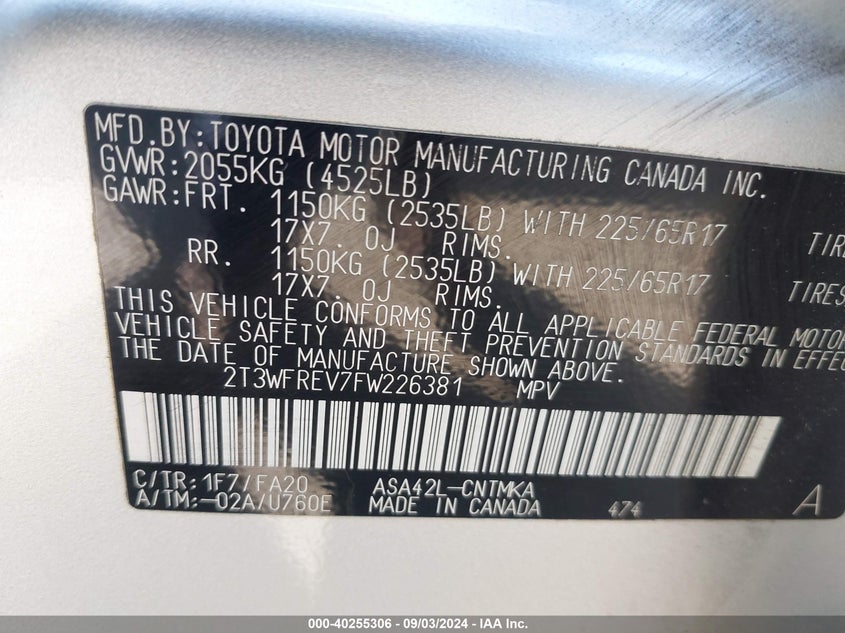 MFD.BY:TOYOTA MOTOR MANUFACTURING CANADA INC.
GVWR:2055KG (4525LB)
GAWR:FRT. 1150KG (2535LB) WITH 225/65R17 TIRE
17X7.0J RIMS.
RR. 1150KG (2535LB) WITH 225/65R17 TIRES
17X7.0J RIMS.
THIS VEHICLE CONFORMS TO ALL APPLICABLE FEDERAL MOTOR
VEHICLE SAFETY AND THEFT PREVENTION STANDARDS IN EFFEC
THE DATE OF MANUFACTURE SHOWN ABOVE.
2T3WFREV7FW226381 MPV
C/TR:1F7/FA20 ASA42L-CNTMKA
A/TM:-02A/U760E MADE IN CANADA 474 A
000-40255306 - 09/03/2024 - IAA Inc.